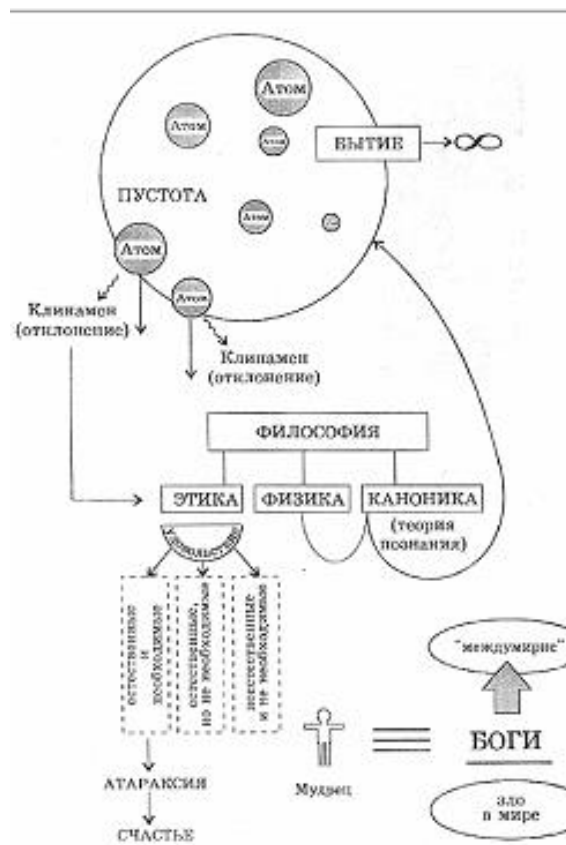 Атом
Атом
Атом
БЫТИЕ
∞
ПУСТОТА
Атом
Атом
Атом
Клинамен
(отклонение)
Клинамен
(отклонение)
ФИЛОСОФИЯ
ЭТИКА
ФИЗИКА
КАНОНИКА
(теория
познания)
УДОВОЛЬСТВИЕ
естественные
и
необходимые
естественные,
но не необходимые
неестественные
и не необходимые
"междумирие"
БОГИ
Мудрец
АТАРАКСИЯ
зло
в мире
СЧАСТЬЕ